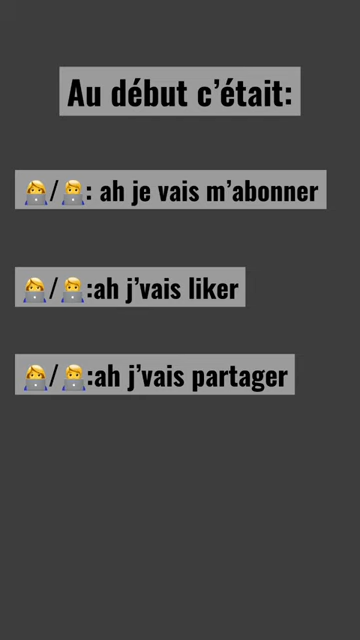 Au début c’était:
👩‍💻/👨‍💻: ah je vais m’abonner
👩‍💻/👨‍💻:ah j’vais liker
👩‍💻/👨‍💻:ah j’vais partager